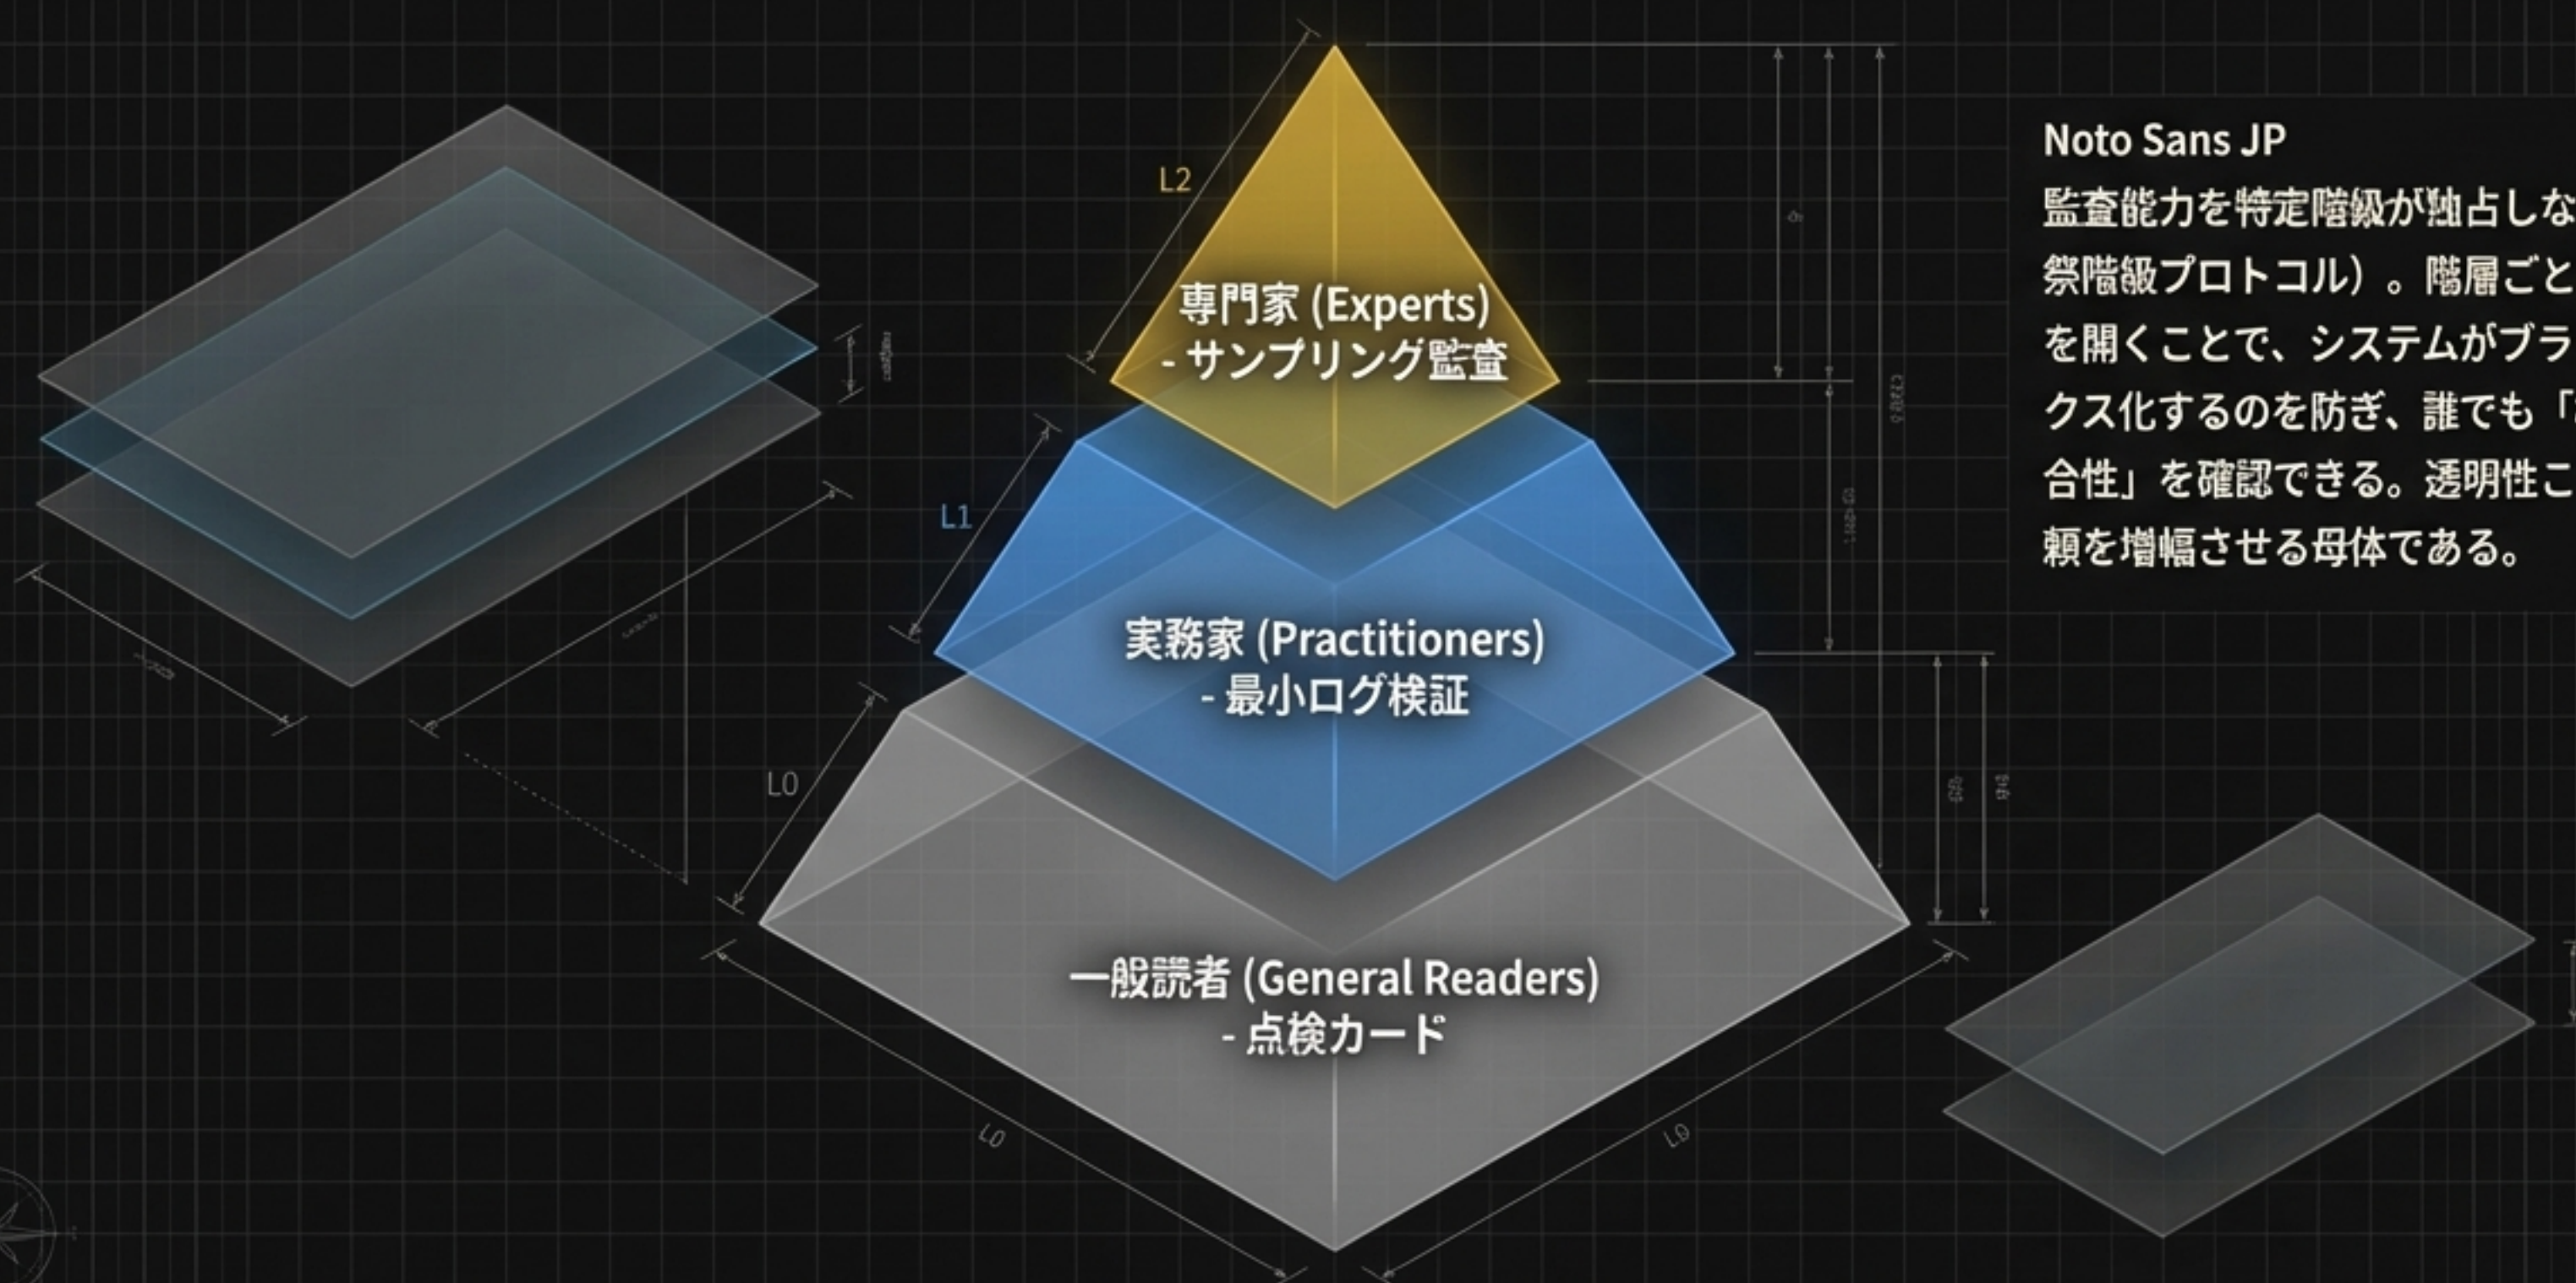 L2
専門家 (Experts)
- サンプリング監査
L1
実務家 (Practitioners)
- 最小ログ検証
L0
一般読者 (General Readers)
- 点検カード
L0
L0
Noto Sans JP
監査能力を特定階級が独占しな
祭階級プロトコル）。階層ごと
を開くことで、システムがブラ
クス化するのを防ぎ、誰でも「
合性」を確認できる。透明性こ
頼を増幅させる母体である。